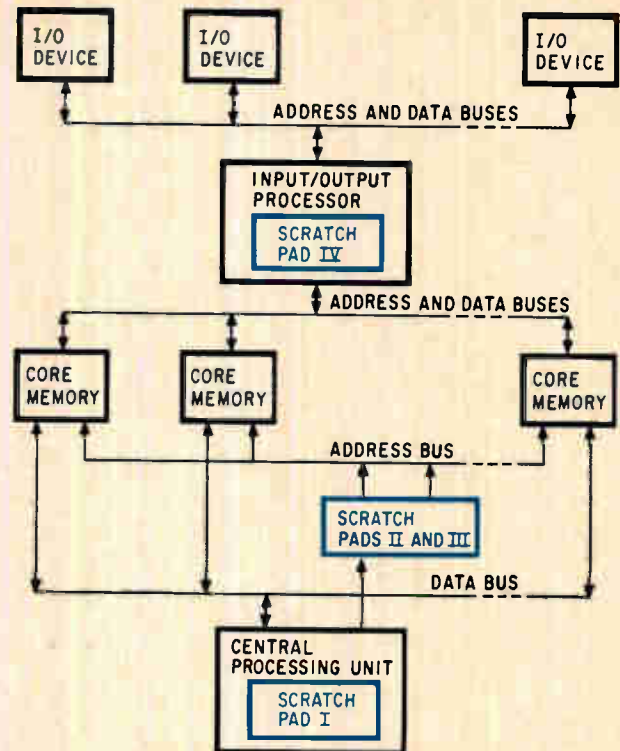 I/O
DEVICE
I/O
DEVICE
I/O
DEVICE
ADDRESS AND DATA BUSES
INPUT/OUTPUT
PROCESSOR
SCRATCH
PAD IV
ADDRESS AND DATA BUSES
CORE
MEMORY
CORE
MEMORY
CORE
MEMORY
ADDRESS BUS
SCRATCH
PADS II AND III
DATA BUS
CENTRAL
PROCESSING UNIT
SCRATCH
PAD I